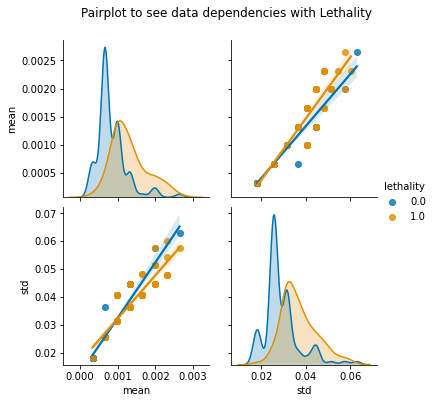 Pairplot to see data dependencies with Lethality
0.0025
0.0020
0.0015
0.0010
0.0005
mean
lethality
0.0
1.0
0.07
0.06
0.05
0.04
0.03
0.02
std
0.000 0.001 0.002 0.003
mean
0.02 0.04 0.06
std